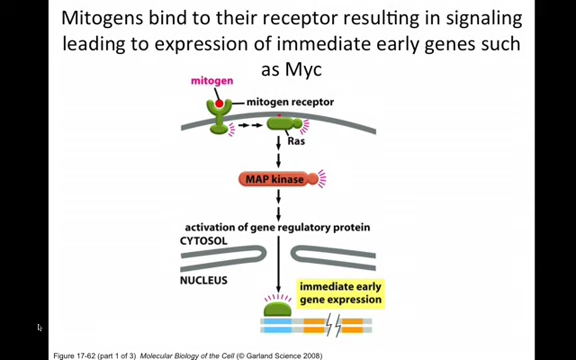 Mitogens bind to their receptor resulting in signaling
leading to expression of immediate early genes such
as Myc
mitogen
mitogen receptor
Ras
MAP kinase
activation of gene regulatory protein
CYTOSOL
NUCLEUS
immediate early
gene expression
Figure 17-62 (part 1 of 3) Molecular Biology of the Cell (© Garland Science 2008)